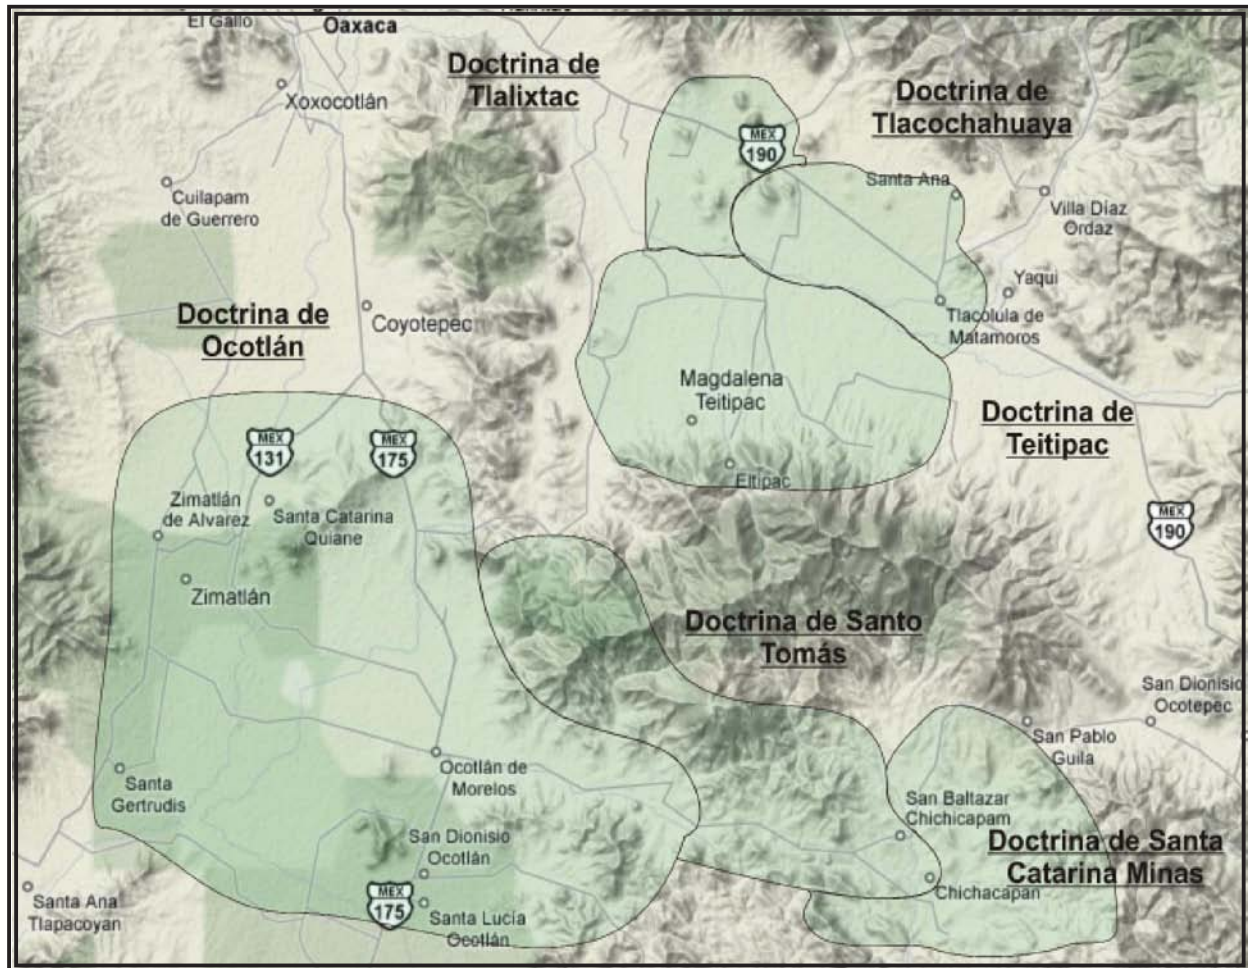 El Gallo
Oaxaca
Doctrina de
Tlalixtac
Doctrina de
Tlacochahuaya
Xoxocotlán
MEX
190
Santa Ana
Cuilapam
de Guerrero
Villa Díaz
Ordaz
Yaqui
Doctrina de
Ocotlán
Coyotepec
Tlacolula de
Matamoros
Magdalena
Teitipac
Doctrina de
Teitipac
MEX
131
MEX
175
Eltipac
Zimatlán
de Alvarez
Santa Catarina
Quiane
MEX
190
Zimatlán
Doctrina de Santo
Tomás
San Dionisio
Ocotepec
San Pablo
Guila
Ocotlán de
Morelos
Santa
Gertrudis
San Baltazar
Chichicapam
San Dionisio
Ocotlán
Doctrina de Santa
Catarina Minas
Chichacapan
MEX
175
Santa Ana
Tlapacoyan
Santa Lucía
Ocotlán